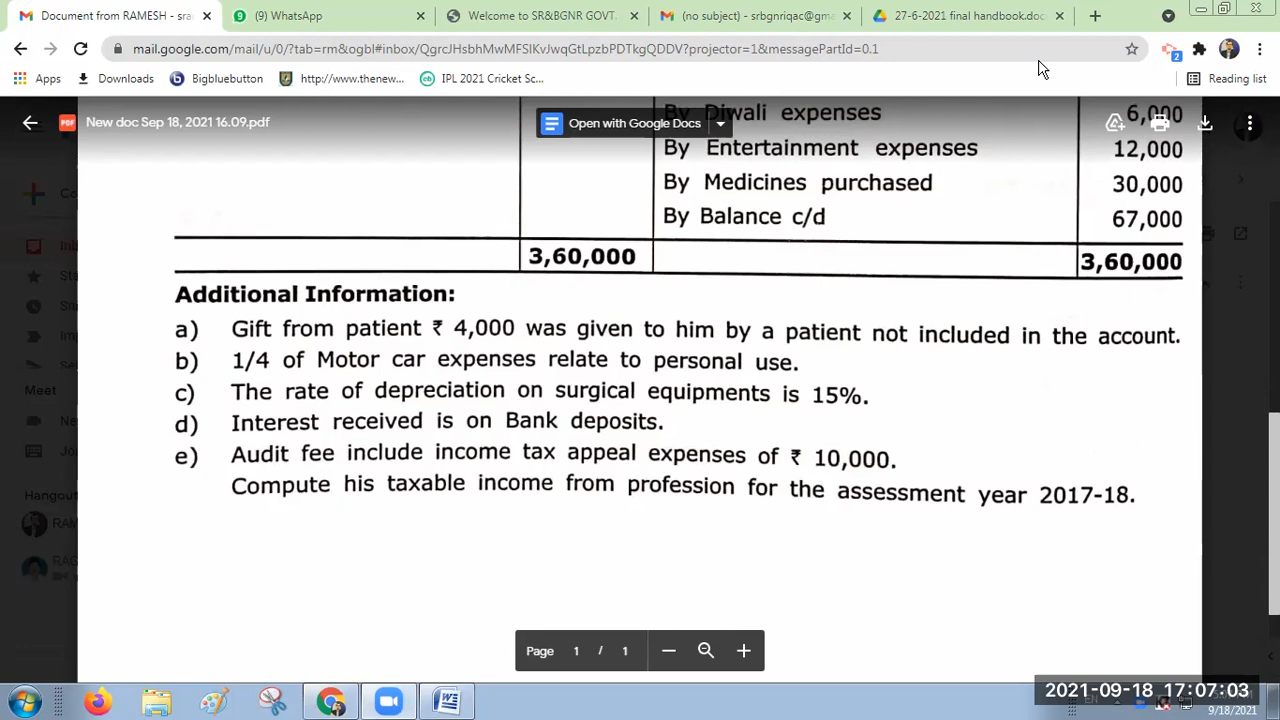 Document from RAMESH - sra
(9) WhatsApp
Welcome to SR&BGNR GOVT.
(no subject) - srbgnriqac@gma
27-6-2021 final handbook.doc
mail.google.com/mail/u/0/?tab=rm&ogbl#inbox/QgrcJHsbhMwMFSlKvJwqGtLpzbPDTkgQDDV?projector=1&messagePartId=0.1
2
Apps
Downloads
Bigbluebutton
http://www.thenew...
IPL 2021 Cricket Sc...
Reading list
New doc Sep 18, 2021 16.09.pdf
Open with Google Docs
By Diwali expenses 6,000
By Entertainment expenses 12,000
By Medicines purchased 30,000
By Balance c/d 67,000
3,60,000 3,60,000
Additional Information:
a) Gift from patient ₹ 4,000 was given to him by a patient not included in the account.
b) 1/4 of Motor car expenses relate to personal use.
c) The rate of depreciation on surgical equipments is 15%.
d) Interest received is on Bank deposits.
e) Audit fee include income tax appeal expenses of ₹ 10,000.
Compute his taxable income from profession for the assessment year 2017-18.
Meet
Hangout
Page 1 / 1
2021-09-18 17:07:03
EN
9/18/2021